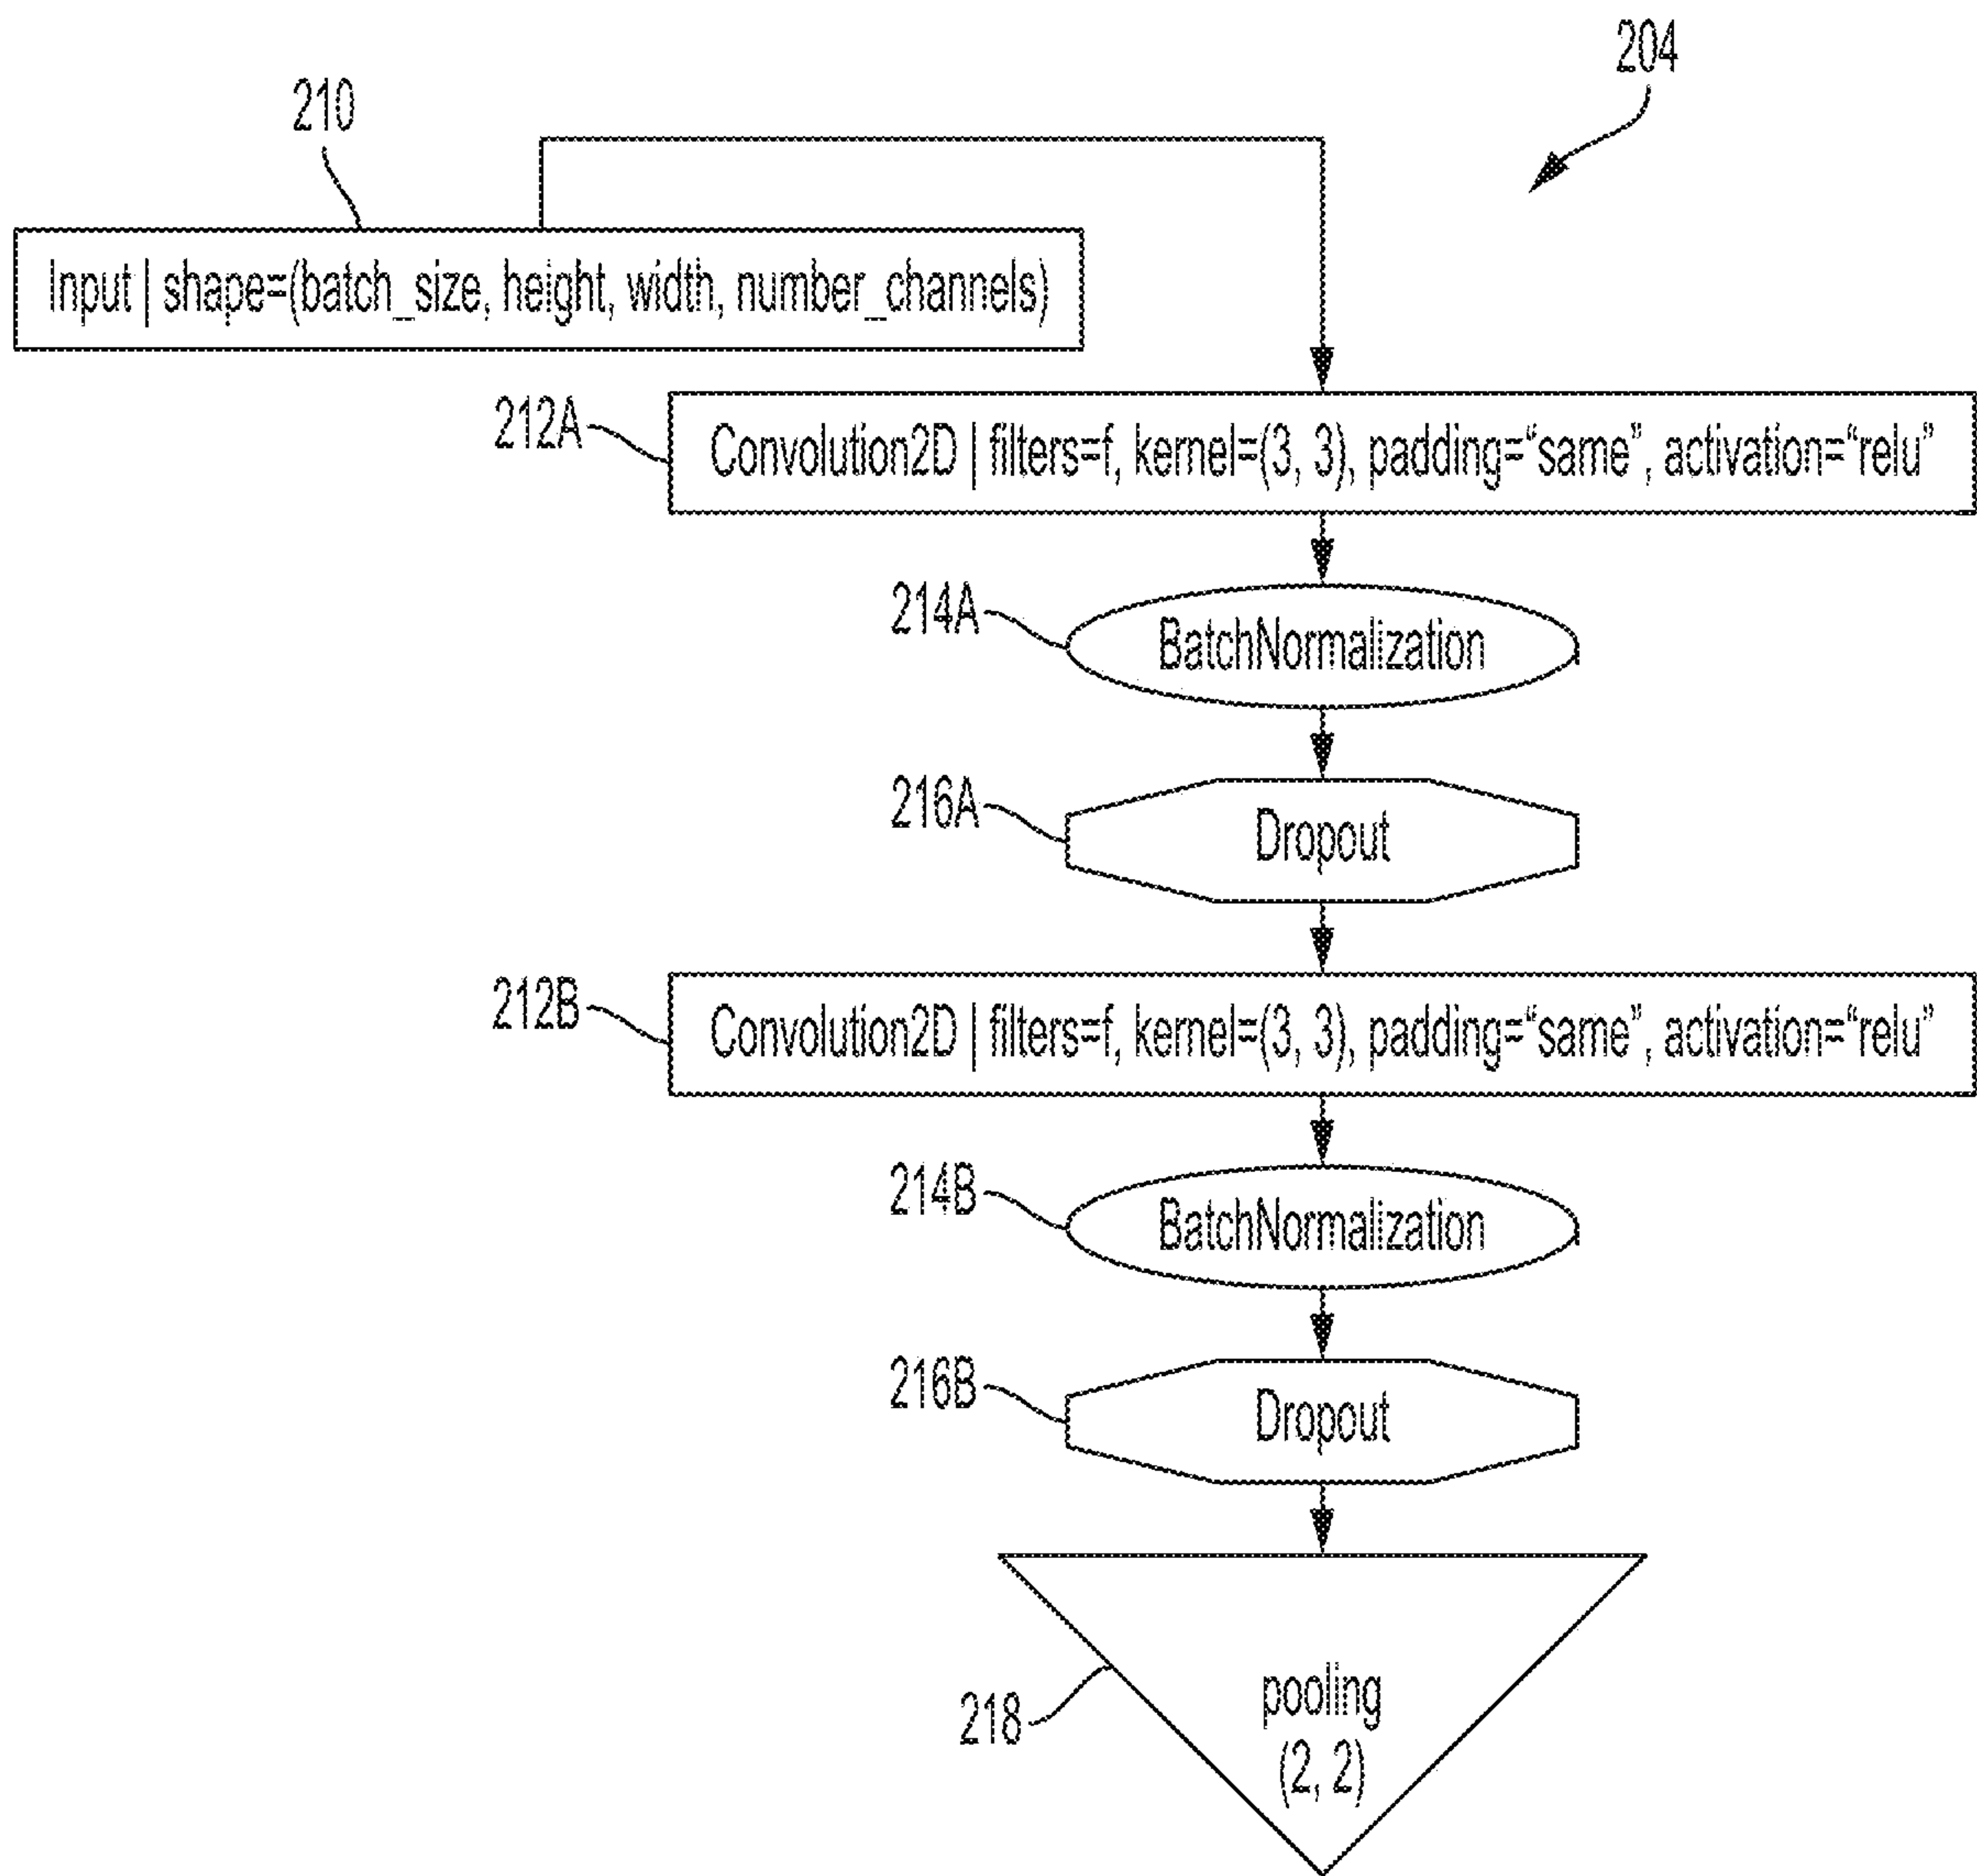 204
210
Input | shape=(batch_size, height, width, number_channels)
212A
Convolution2D | filters=f, kernel=(3, 3), padding=“same”, activation=“relu”
214A
BatchNormalization
216A
Dropout
212B
Convolution2D | filters=f, kernel=(3, 3), padding=“same”, activation=“relu”
214B
BatchNormalization
216B
Dropout
218
pooling
(2, 2)